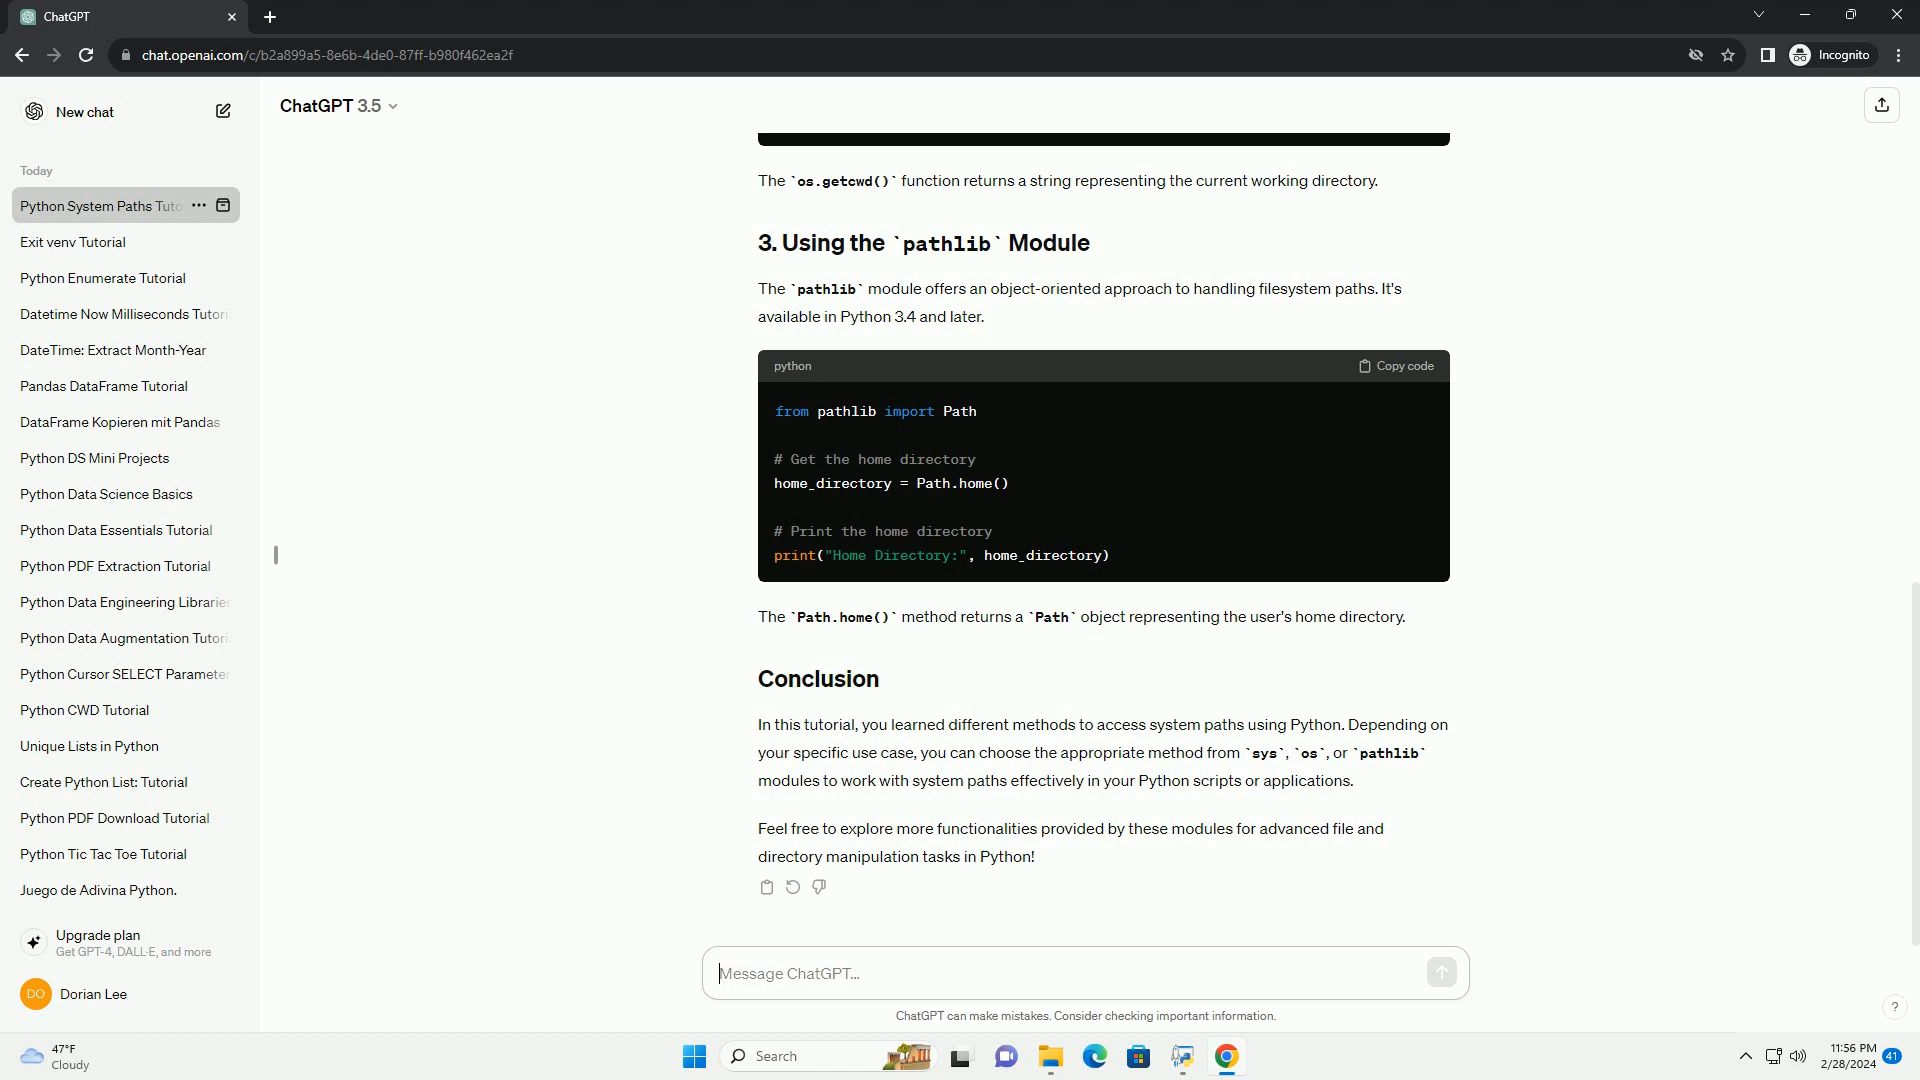 ChatGPT
chat.openai.com/c/b2a899a5-8e6b-4de0-87ff-b980f462ea2f
Incognito
New chat
ChatGPT 3.5
Today
Python System Paths Tuto
Exit venv Tutorial
Python Enumerate Tutorial
Datetime Now Milliseconds Tutori
DateTime: Extract Month-Year
Pandas DataFrame Tutorial
DataFrame Kopieren mit Pandas
Python DS Mini Projects
Python Data Science Basics
Python Data Essentials Tutorial
Python PDF Extraction Tutorial
Python Data Engineering Libraries
Python Data Augmentation Tutori
Python Cursor SELECT Parameter
Python CWD Tutorial
Unique Lists in Python
Create Python List: Tutorial
Python PDF Download Tutorial
Python Tic Tac Toe Tutorial
Juego de Adivina Python.
Upgrade plan
Get GPT-4, DALL·E, and more
DO Dorian Lee
The `os.getcwd()` function returns a string representing the current working directory.
3. Using the `pathlib` Module
The `pathlib` module offers an object-oriented approach to handling filesystem paths. It's
available in Python 3.4 and later.
python Copy code
from pathlib import Path
# Get the home directory
home_directory = Path.home()
# Print the home directory
print("Home Directory:", home_directory)
The `Path.home()` method returns a `Path` object representing the user's home directory.
Conclusion
In this tutorial, you learned different methods to access system paths using Python. Depending on
your specific use case, you can choose the appropriate method from `sys`, `os`, or `pathlib`
modules to work with system paths effectively in your Python scripts or applications.
Feel free to explore more functionalities provided by these modules for advanced file and
directory manipulation tasks in Python!
Message ChatGPT...
ChatGPT can make mistakes. Consider checking important information.
?
47°F
Cloudy
Search
11:56 PM
2/28/2024
41